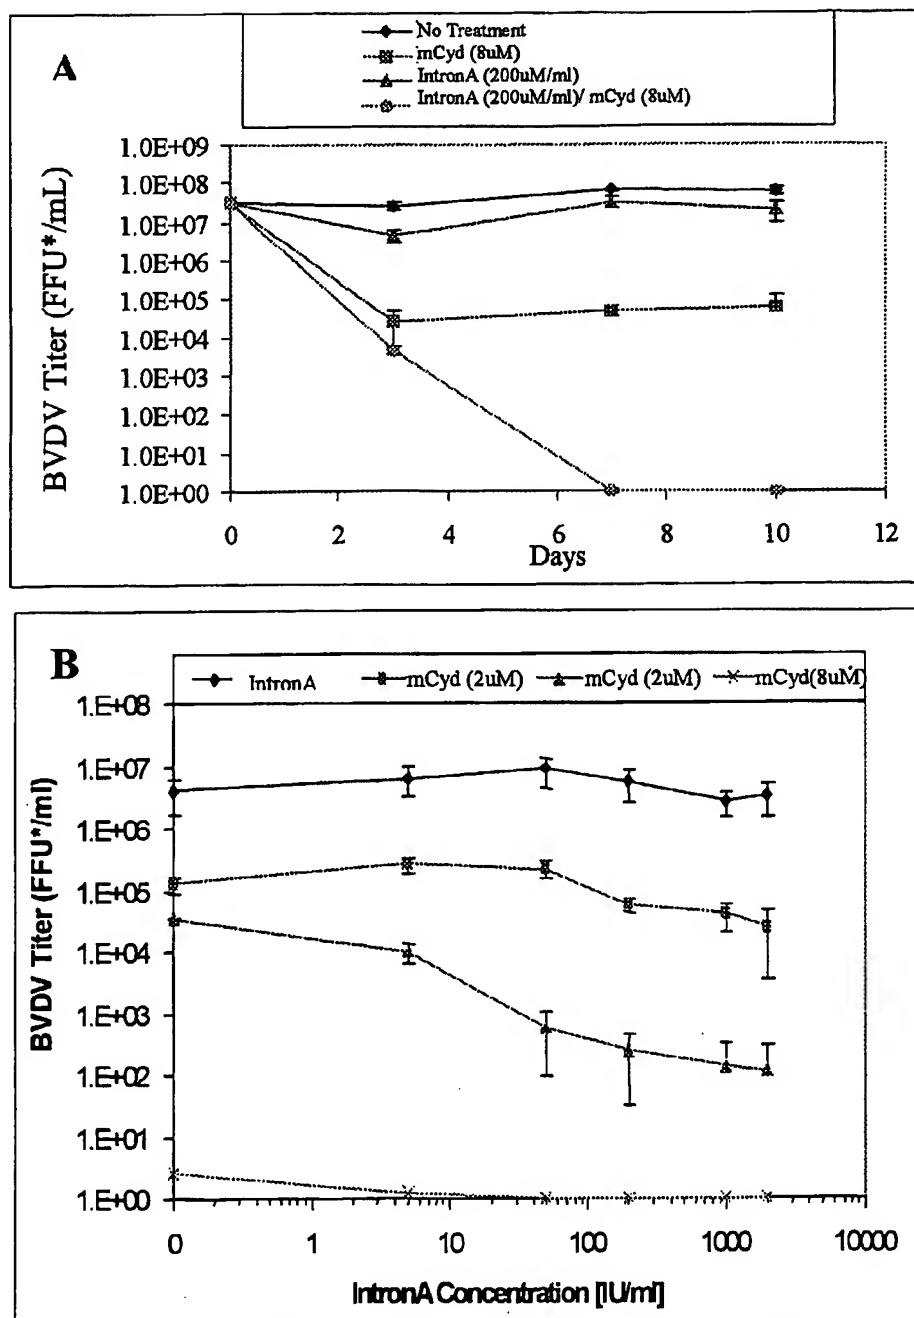 A
No Treatment
mCyd (8uM)
IntronA (200uM/ml)
IntronA (200uM/ml)/ mCyd (8uM)
BVDV Titer (FFU*/mL)
1.0E+09
1.0E+08
1.0E+07
1.0E+06
1.0E+05
1.0E+04
1.0E+03
1.0E+02
1.0E+01
1.0E+00
0 2 4 6 8 10 12
Days
B
IntronA mCyd (2uM) mCyd (2uM) mCyd(8uM)
BVDV Titer (FFU*/ml)
1.E+08
1.E+07
1.E+06
1.E+05
1.E+04
1.E+03
1.E+02
1.E+01
1.E+00
0 1 10 100 1000 10000
IntronA Concentration [IU/ml]